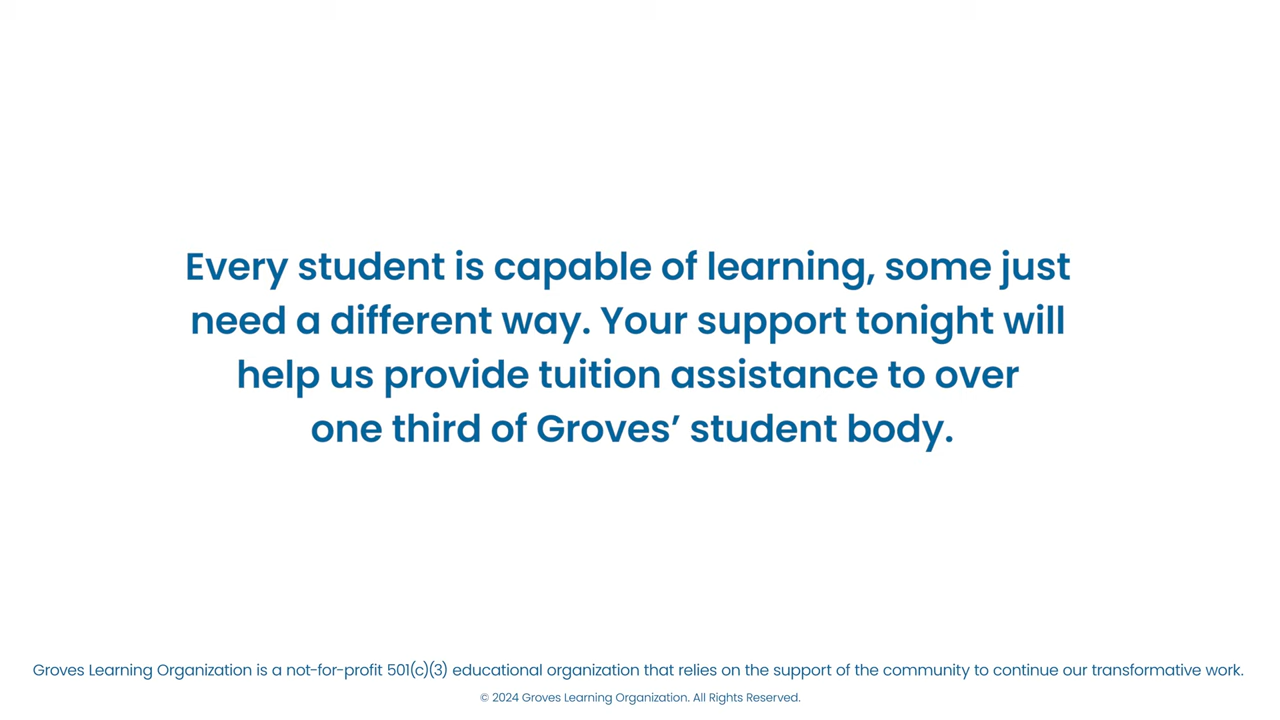 Every student is capable of learning, some just
need a different way. Your support tonight will
help us provide tuition assistance to over
one third of Groves’ student body.
Groves Learning Organization is a not-for-profit 501(c)(3) educational organization that relies on the support of the community to continue our transformative work.
© 2024 Groves Learning Organization. All Rights Reserved.